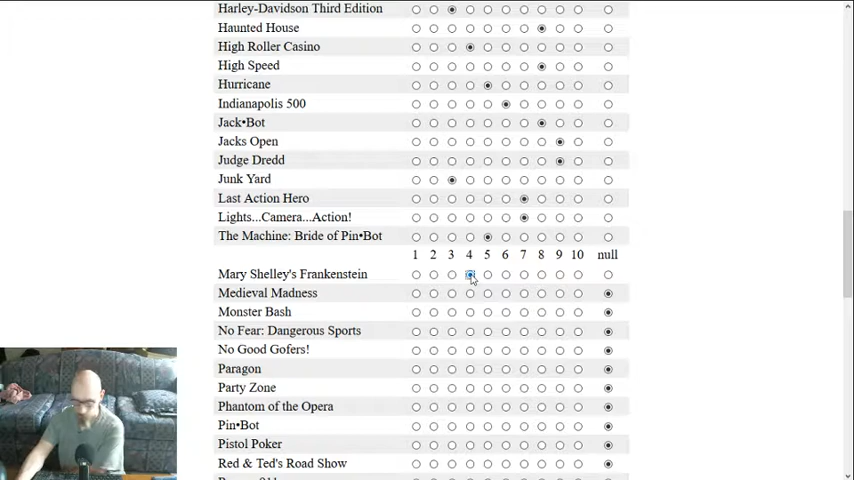 Harley-Davidson Third Edition
Haunted House
High Roller Casino
High Speed
Hurricane
Indianapolis 500
Jack•Bot
Jacks Open
Judge Dredd
Junk Yard
Last Action Hero
Lights...Camera...Action!
The Machine: Bride of Pin•Bot
1 2 3 4 5 6 7 8 9 10 null
Mary Shelley's Frankenstein
Medieval Madness
Monster Bash
No Fear: Dangerous Sports
No Good Gofers!
Paragon
Party Zone
Phantom of the Opera
Pin•Bot
Pistol Poker
Red & Ted's Road Show